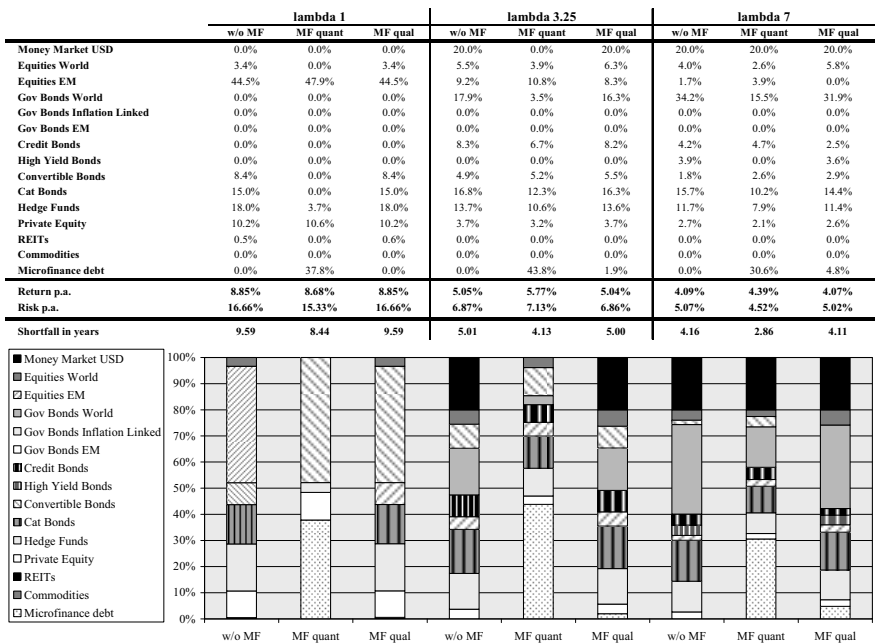 lambda 1 lambda 3.25 lambda 7
w/o MF MF quant MF qual w/o MF MF quant MF qual w/o MF MF quant MF qual
Money Market USD 0.0% 0.0% 0.0% 20.0% 0.0% 20.0% 20.0% 20.0% 20.0%
Equities World 3.4% 0.0% 3.4% 5.5% 3.9% 6.3% 4.0% 2.6% 5.8%
Equities EM 44.5% 47.9% 44.5% 9.2% 10.8% 8.3% 1.7% 3.9% 0.0%
Gov Bonds World 0.0% 0.0% 0.0% 17.9% 3.5% 16.3% 34.2% 15.5% 31.9%
Gov Bonds Inflation Linked 0.0% 0.0% 0.0% 0.0% 0.0% 0.0% 0.0% 0.0% 0.0%
Gov Bonds EM 0.0% 0.0% 0.0% 0.0% 0.0% 0.0% 0.0% 0.0% 0.0%
Credit Bonds 0.0% 0.0% 0.0% 8.3% 6.7% 8.2% 4.2% 4.7% 2.5%
High Yield Bonds 0.0% 0.0% 0.0% 0.0% 0.0% 0.0% 3.9% 0.0% 3.6%
Convertible Bonds 8.4% 0.0% 8.4% 4.9% 5.2% 5.5% 1.8% 2.6% 2.9%
Cat Bonds 15.0% 0.0% 15.0% 16.8% 12.3% 16.3% 15.7% 10.2% 14.4%
Hedge Funds 18.0% 3.7% 18.0% 13.7% 10.6% 13.6% 11.7% 7.9% 11.4%
Private Equity 10.2% 10.6% 10.2% 3.7% 3.2% 3.7% 2.7% 2.1% 2.6%
REITs 0.5% 0.0% 0.6% 0.0% 0.0% 0.0% 0.0% 0.0% 0.0%
Commodities 0.0% 0.0% 0.0% 0.0% 0.0% 0.0% 0.0% 0.0% 0.0%
Microfinance debt 0.0% 37.8% 0.0% 0.0% 43.8% 1.9% 0.0% 30.6% 4.8%
Return p.a. 8.85% 8.68% 8.85% 5.05% 5.77% 5.04% 4.09% 4.39% 4.07%
Risk p.a. 16.66% 15.33% 16.66% 6.87% 7.13% 6.86% 5.07% 4.52% 5.02%
Shortfall in years 9.59 8.44 9.59 5.01 4.13 5.00 4.16 2.86 4.11
Money Market USD
Equities World
Equities EM
Gov Bonds World
Gov Bonds Inflation Linked
Gov Bonds EM
Credit Bonds
High Yield Bonds
Convertible Bonds
Cat Bonds
Hedge Funds
Private Equity
REITs
Commodities
Microfinance debt
100%
90%
80%
70%
60%
50%
40%
30%
20%
10%
0%
w/o MF MF quant MF qual w/o MF MF quant MF qual w/o MF MF quant MF qual